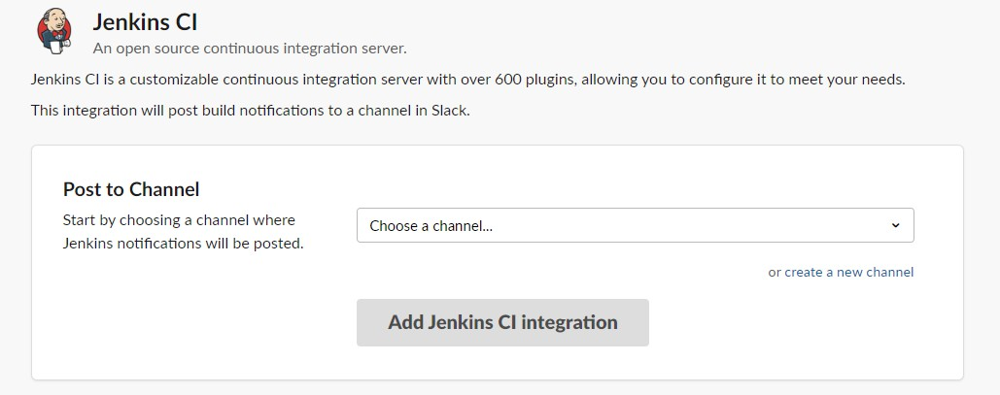 Jenkins CI
An open source continuous integration server.
Jenkins CI is a customizable continuous integration server with over 600 plugins, allowing you to configure it to meet your needs.
This integration will post build notifications to a channel in Slack.
Post to Channel
Start by choosing a channel where
Jenkins notifications will be posted.
Choose a channel...
or create a new channel
Add Jenkins CI integration